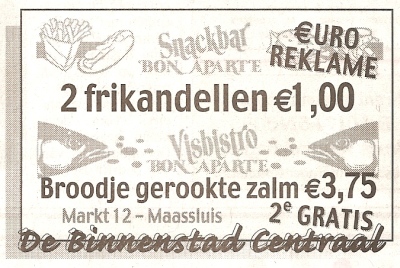 Snackbar
BON APARTE
€URO
REKLAME
2 frikandellen €1,00
Visbistro
BON APARTE
Broodje gerookte zalm €3,75
Markt 12 – Maassluis 2e GRATIS
De Binnenstad Centraal